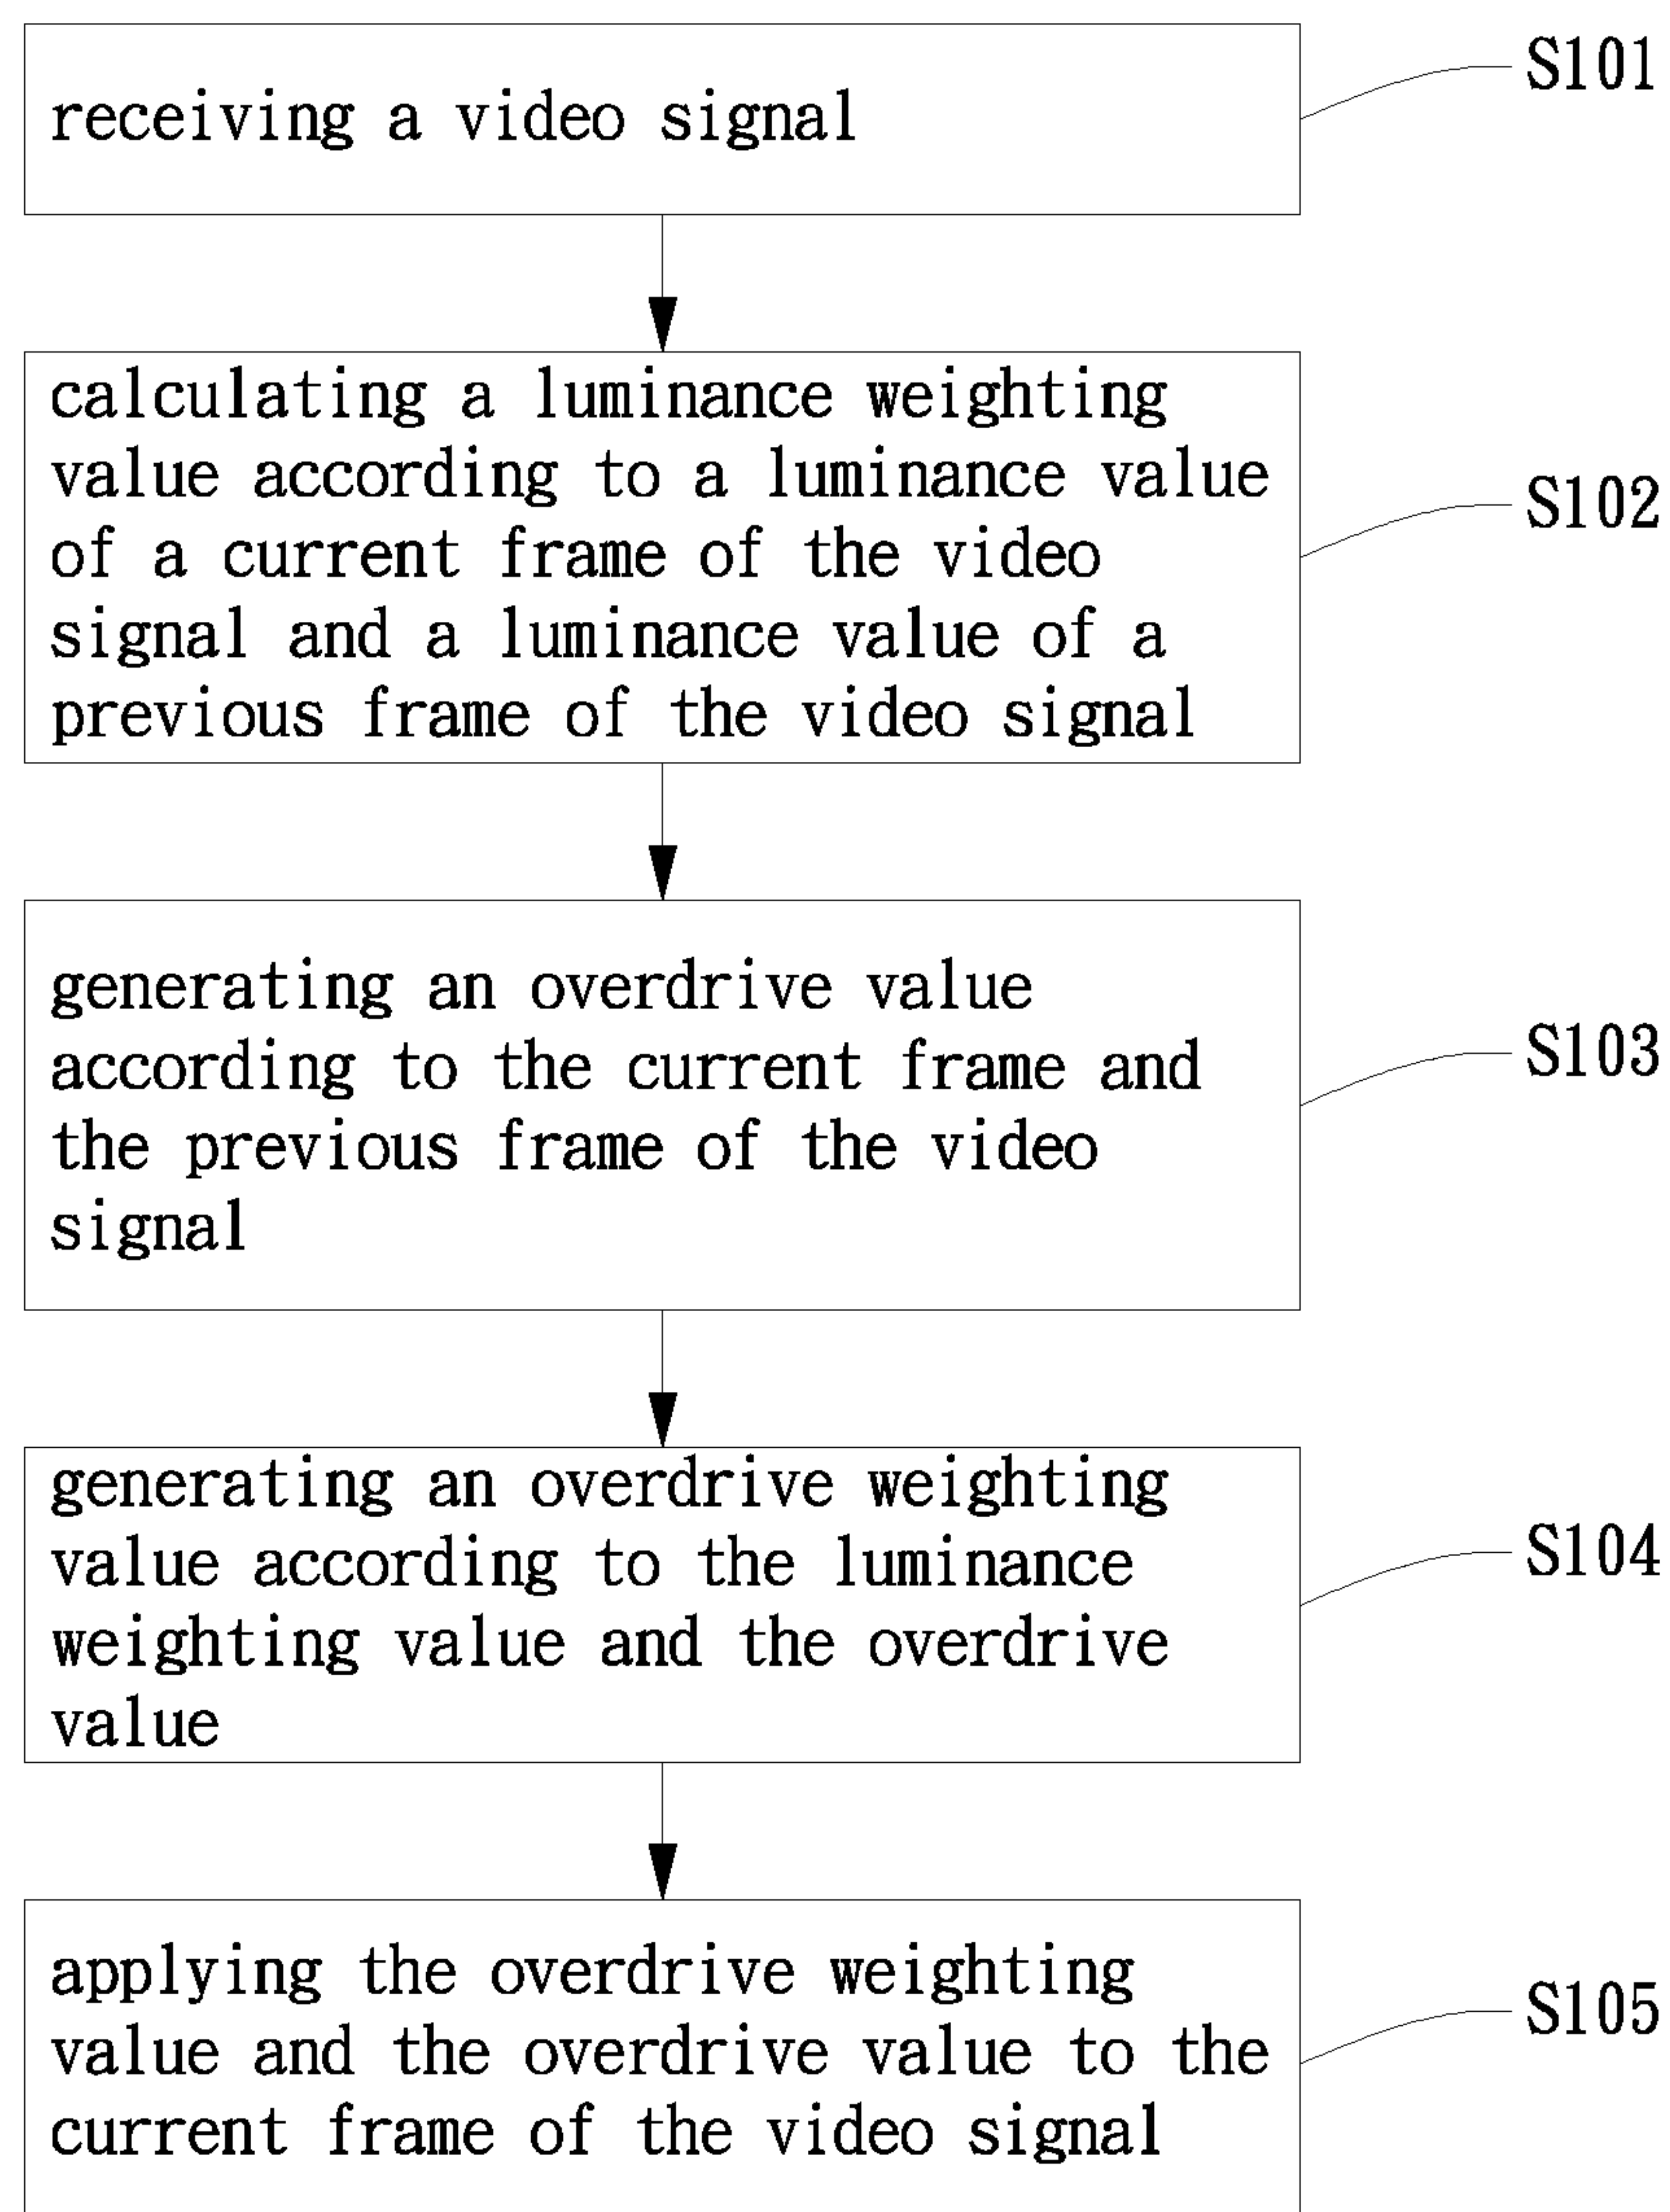 receiving a video signal
S101
calculating a luminance weighting
value according to a luminance value
of a current frame of the video
signal and a luminance value of a
previous frame of the video signal
S102
generating an overdrive value
according to the current frame and
the previous frame of the video
signal
S103
generating an overdrive weighting
value according to the luminance
weighting value and the overdrive
value
S104
applying the overdrive weighting
value and the overdrive value to the
current frame of the video signal
S105